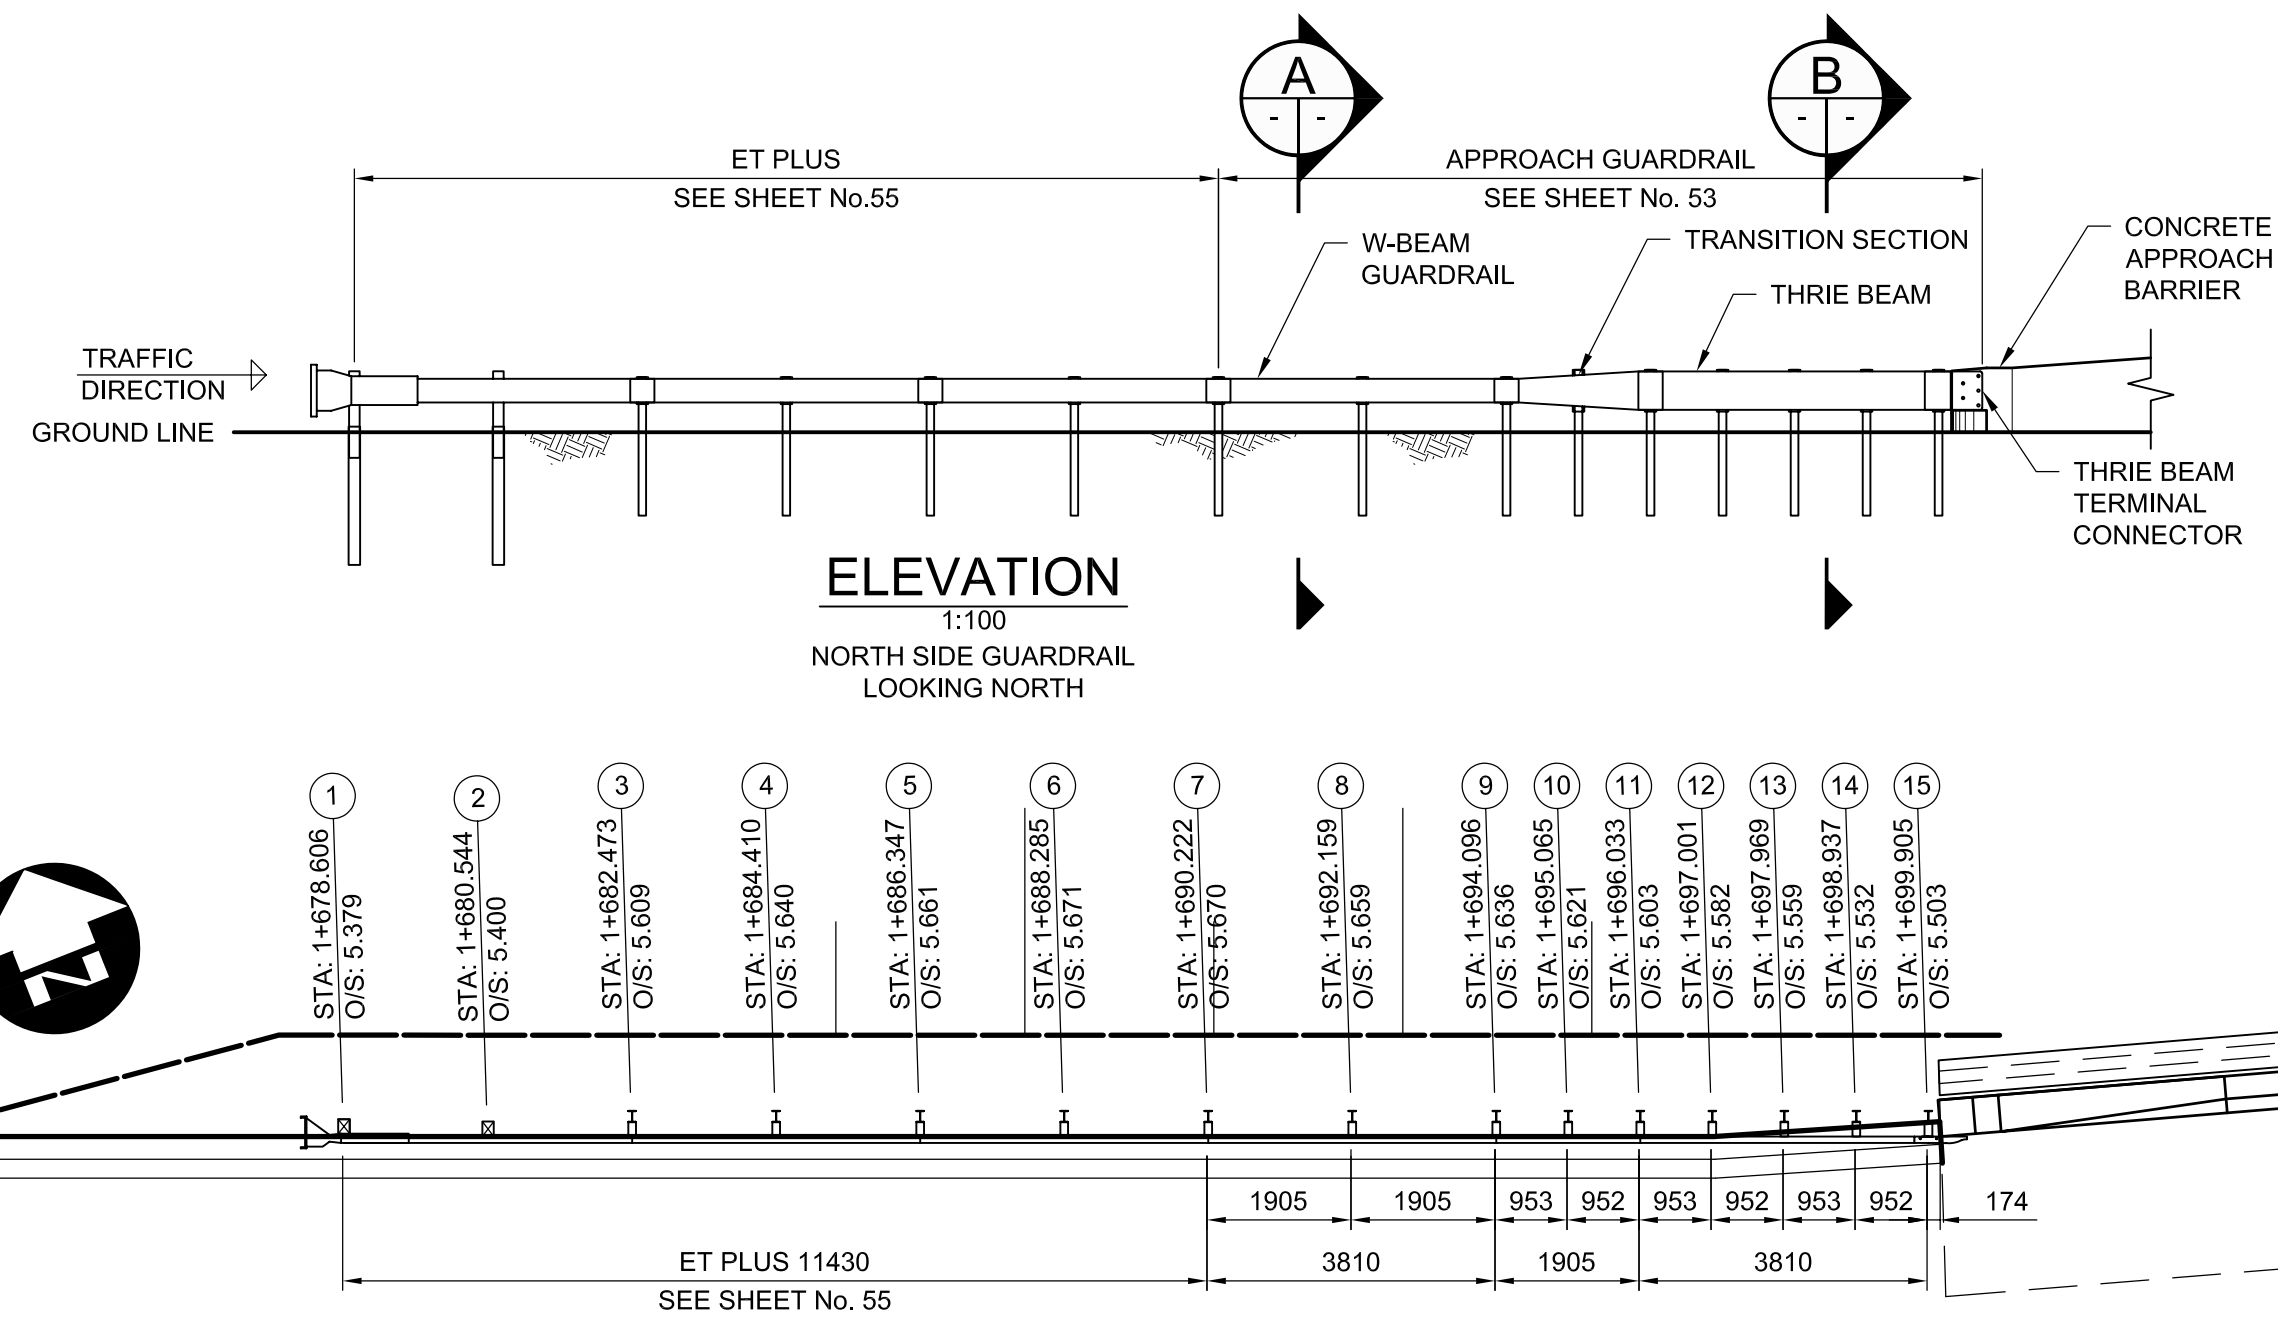 A
- -
B
- -
ET PLUS
SEE SHEET No.55
APPROACH GUARDRAIL
SEE SHEET No. 53
W-BEAM
GUARDRAIL
TRANSITION SECTION
THRIE BEAM
CONCRETE
APPROACH
BARRIER
TRAFFIC
DIRECTION
GROUND LINE
THRIE BEAM
TERMINAL
CONNECTOR
ELEVATION
1:100
NORTH SIDE GUARDRAIL
LOOKING NORTH
1
STA: 1+678.606
O/S: 5.379
2
STA: 1+680.544
O/S: 5.400
3
STA: 1+682.473
O/S: 5.609
4
STA: 1+684.410
O/S: 5.640
5
STA: 1+686.347
O/S: 5.661
6
STA: 1+688.285
O/S: 5.671
7
STA: 1+690.222
O/S: 5.670
8
STA: 1+692.159
O/S: 5.659
9
STA: 1+694.096
O/S: 5.636
10
STA: 1+695.065
O/S: 5.621
11
STA: 1+696.033
O/S: 5.603
12
STA: 1+697.001
O/S: 5.582
13
STA: 1+697.969
O/S: 5.559
14
STA: 1+698.937
O/S: 5.532
15
STA: 1+699.905
O/S: 5.503
N
1905
1905
953
952
953
952
953
952
174
ET PLUS 11430
SEE SHEET No. 55
3810
1905
3810